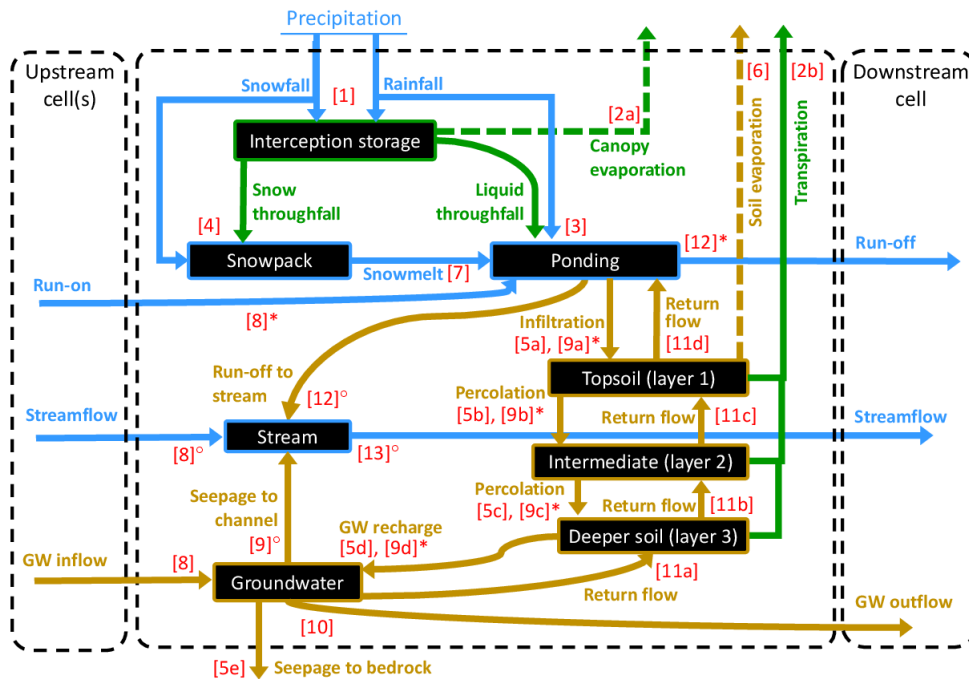 Precipitation
Upstream
cell(s)
Downstream
cell
Snowfall
[1]
Rainfall
[2a]
[6]
[2b]
Interception storage
Canopy
evaporation
Soil evaporation
Transpiration
Snow
throughfall
Liquid
throughfall
[4]
[3]
[12]*
Run-off
Snowpack
Snowmelt [7]
Ponding
Run-on
[8]*
Infiltration
[5a], [9a]*
Return
flow
[11d]
Run-off to
stream
[12]°
Topsoil (layer 1)
Percolation
[5b], [9b]*
Return flow
[11c]
Streamflow
[8]°
Stream
[13]°
Streamflow
Intermediate (layer 2)
Percolation
[5c], [9c]*
Return flow
[11b]
Seepage to
channel
[9]°
GW recharge
[5d], [9d]*
Deeper soil (layer 3)
GW inflow
[8]
Groundwater
[11a]
Return flow
GW outflow
[10]
[5e]
Seepage to bedrock